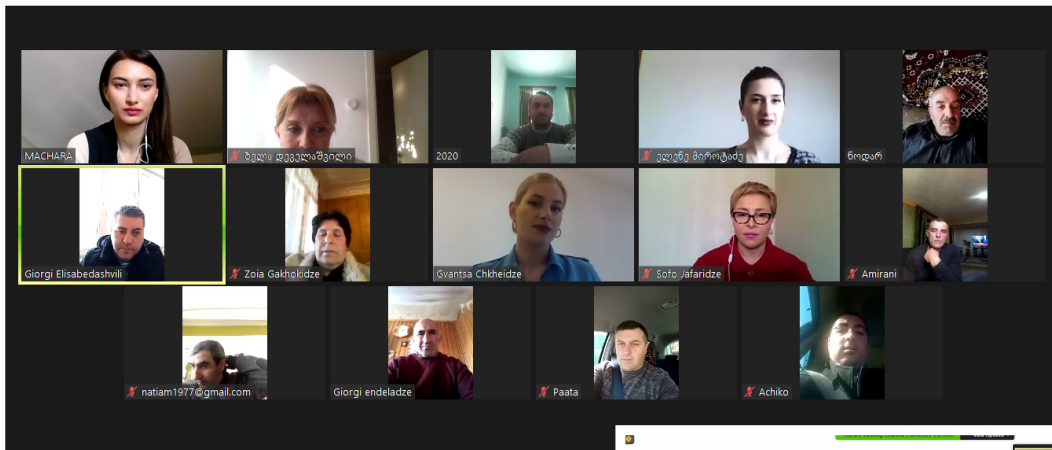 MACHARA
ზელა დეველაშვილი
2020
ელენე მიროტაძე
ნოდარ
Giorgi Elisabedashvili
Zoia Gakhokidze
Gvantsa Chkheidze
Sofo Jafaridze
Amirani
natiam1977@gmail.com
Giorgi endeladze
Paata
Achiko